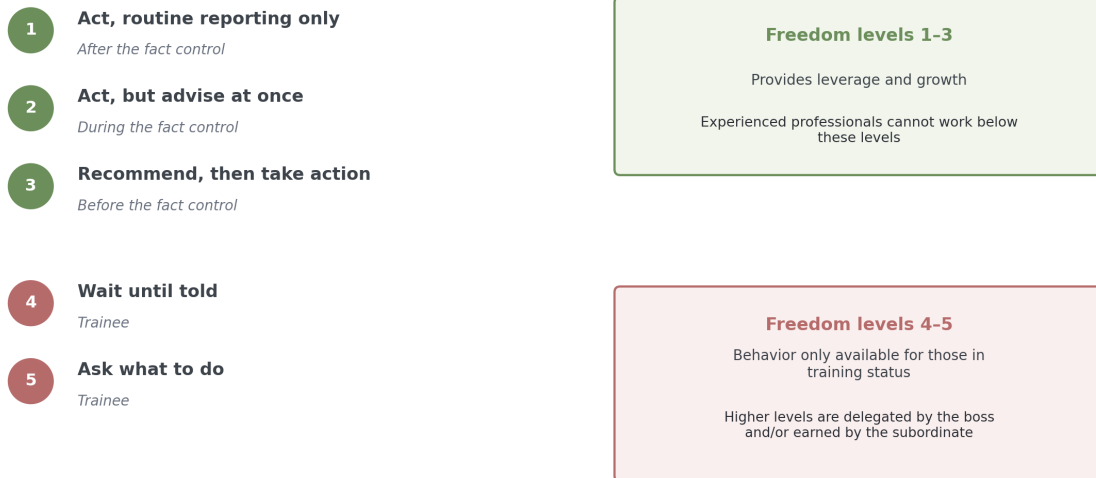 1
Act, routine reporting only
After the fact control
2
Act, but advise at once
During the fact control
3
Recommend, then take action
Before the fact control
Freedom levels 1–3
Provides leverage and growth
Experienced professionals cannot work below
these levels
4
Wait until told
Trainee
5
Ask what to do
Trainee
Freedom levels 4–5
Behavior only available for those in
training status
Higher levels are delegated by the boss
and/or earned by the subordinate